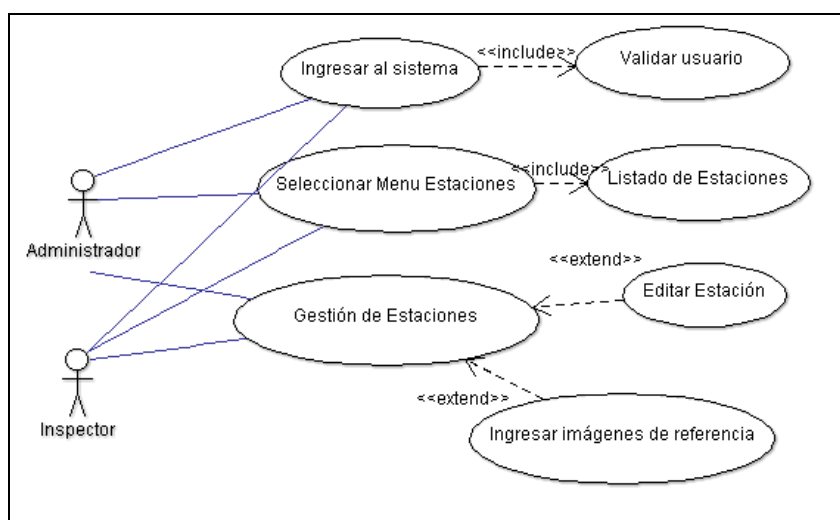 Ingresar al sistema
<<include>>
Validar usuario
Seleccionar Menu Estaciones
<<include>>
Listado de Estaciones
Administrador
<<extend>>
Editar Estación
Gestión de Estaciones
<<extend>>
Inspector
Ingresar imágenes de referencia